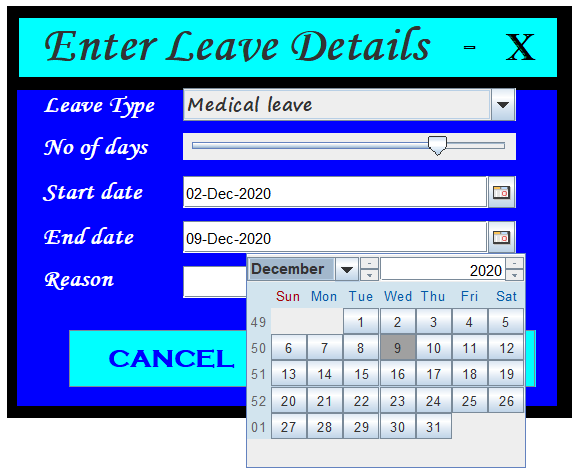 Enter Leave Details - X
Leave Type Medical leave
No of days
Start date 02-Dec-2020
End date 09-Dec-2020
Reason
December 2020
Sun Mon Tue Wed Thu Fri Sat
49 1 2 3 4 5
50 6 7 8 9 10 11 12
51 13 14 15 16 17 18 19
52 20 21 22 23 24 25 26
01 27 28 29 30 31
CANCEL